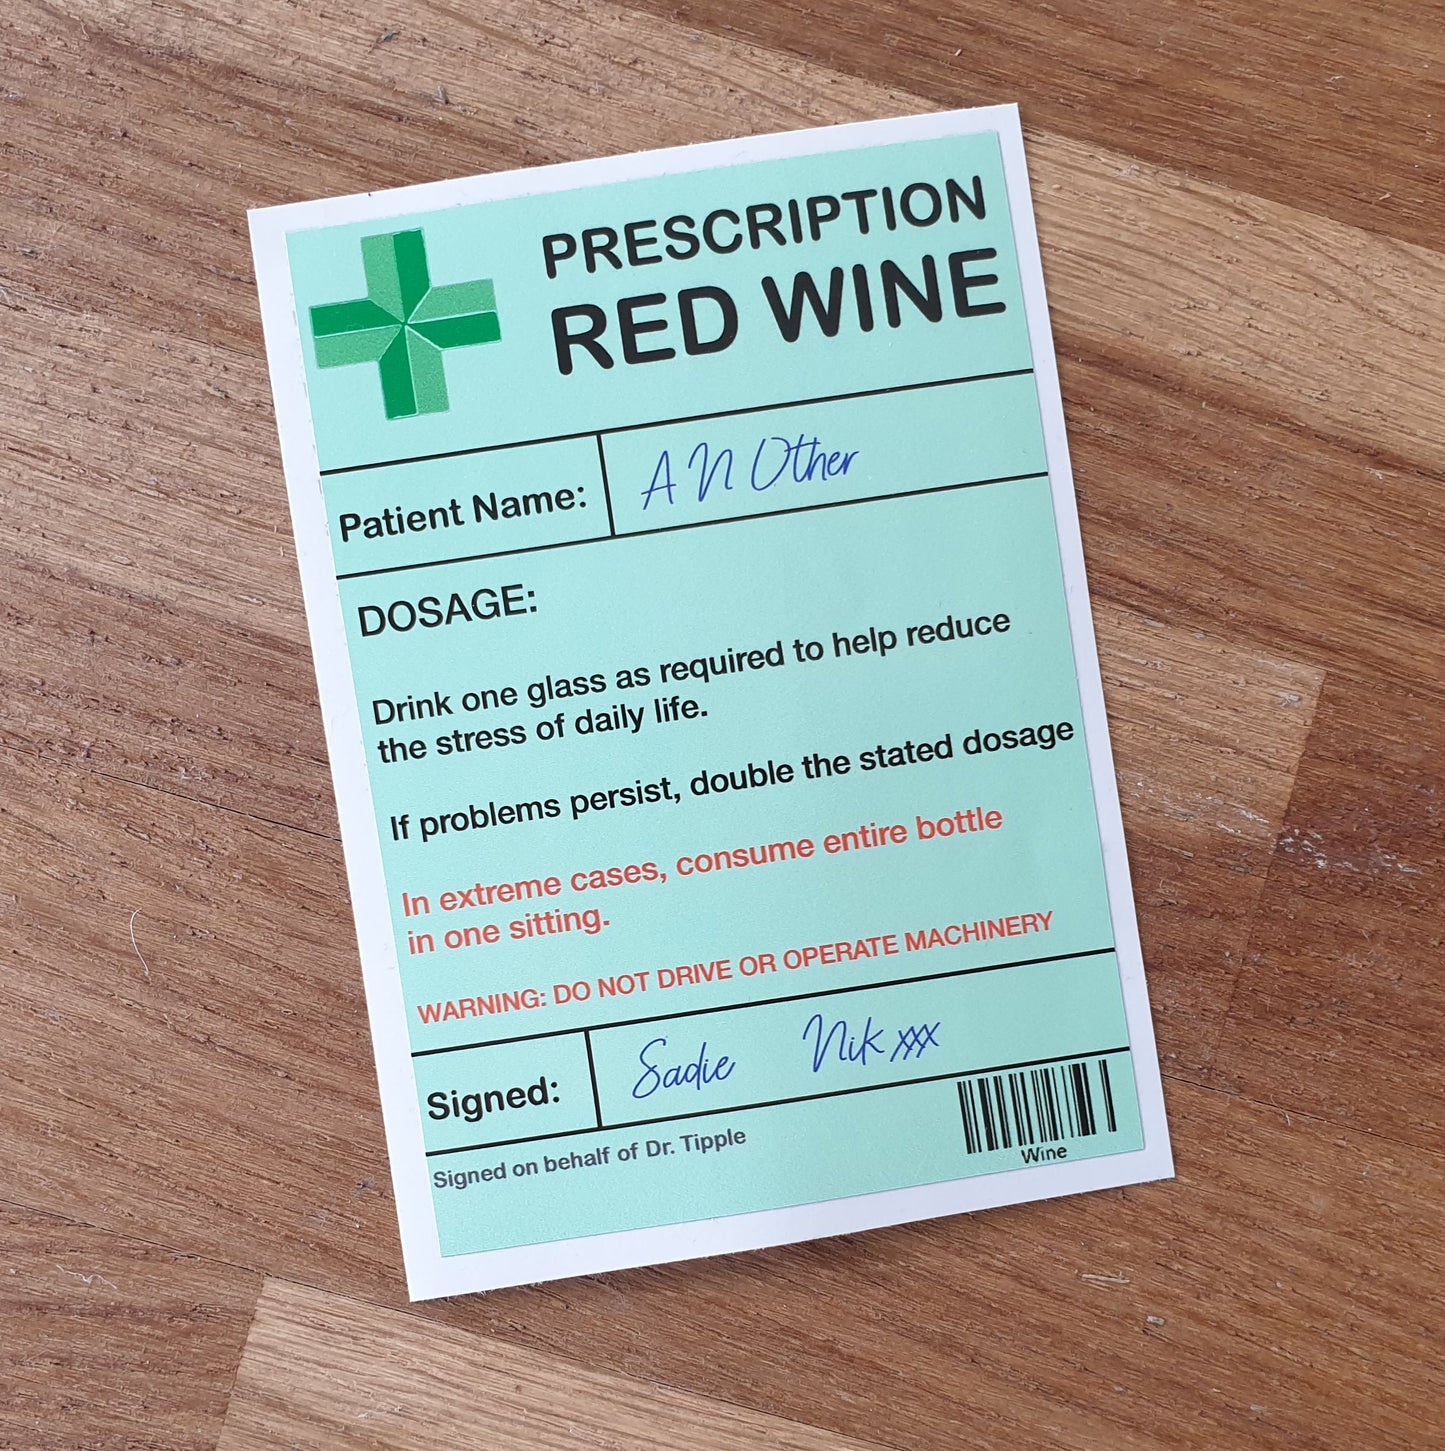 PRESCRIPTION
RED WINE
Patient Name: A N Other
DOSAGE:
Drink one glass as required to help reduce
the stress of daily life.
If problems persist, double the stated dosage
In extreme cases, consume entire bottle
in one sitting.
WARNING: DO NOT DRIVE OR OPERATE MACHINERY
Signed: Sadie Nik xxx
Signed on behalf of Dr. Tipple
Wine